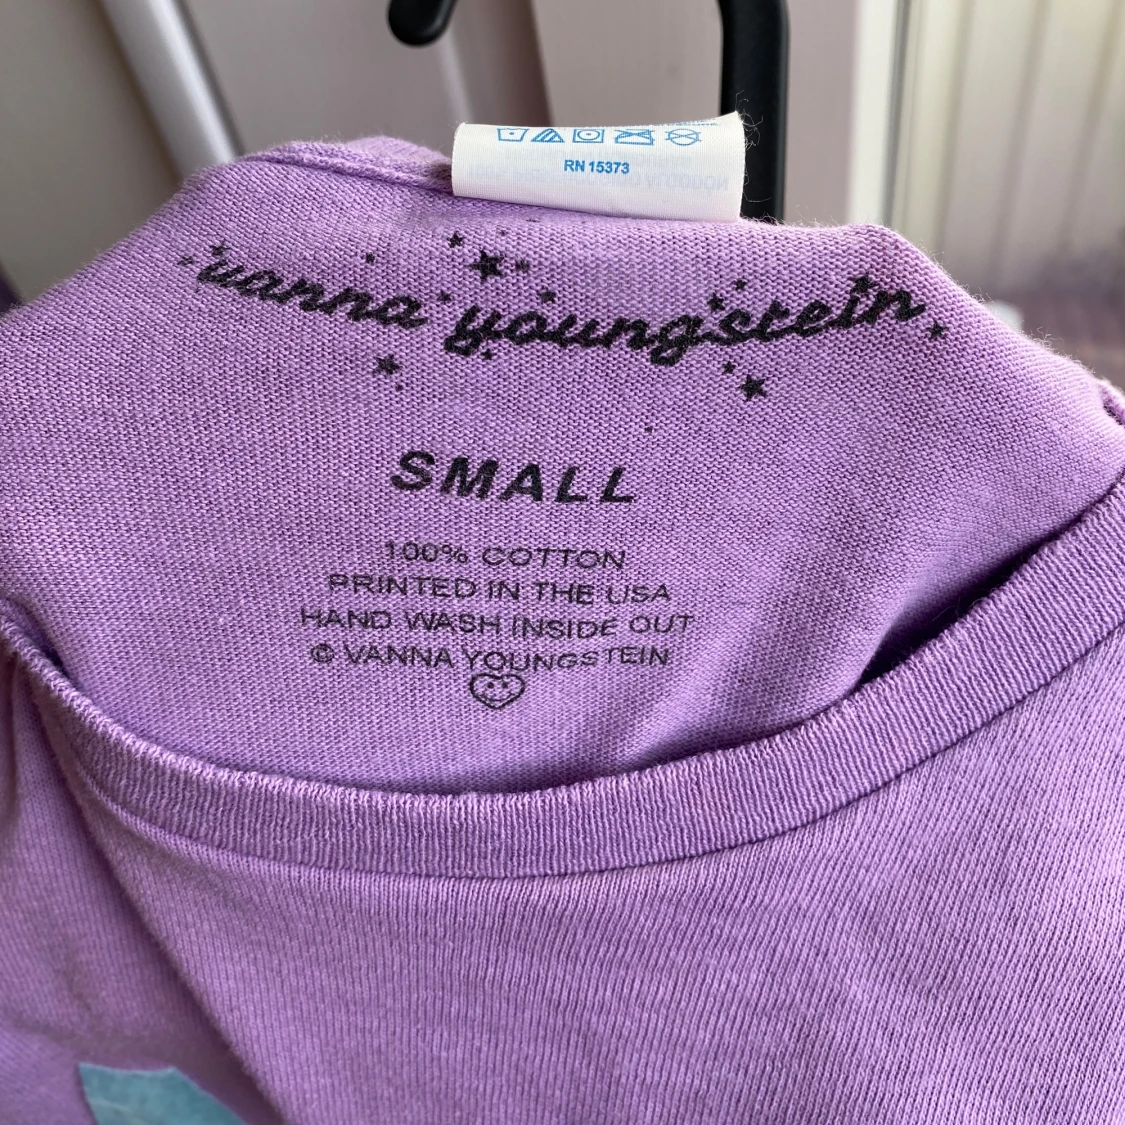 RN 15373
vanna youngstein
SMALL
100% COTTON
PRINTED IN THE USA
HAND WASH INSIDE OUT
© VANNA YOUNGSTEIN